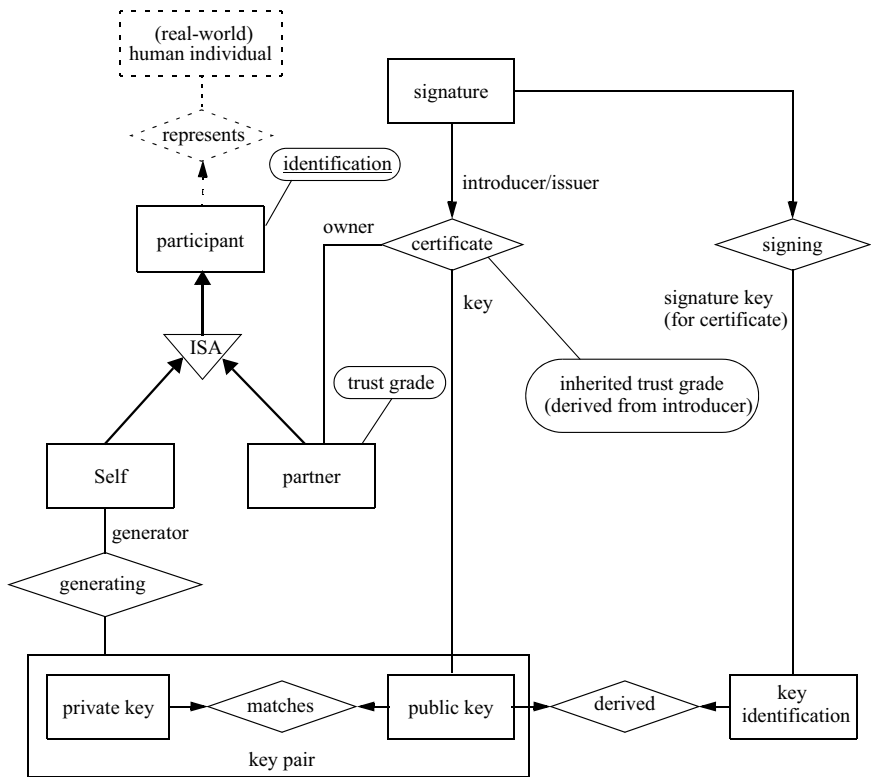 (real-world)
human individual
signature
represents
identification
introducer/issuer
participant
owner
certificate
signing
key
signature key
(for certificate)
ISA
trust grade
inherited trust grade
(derived from introducer)
Self
partner
generator
generating
private key
matches
public key
derived
key
identification
key pair